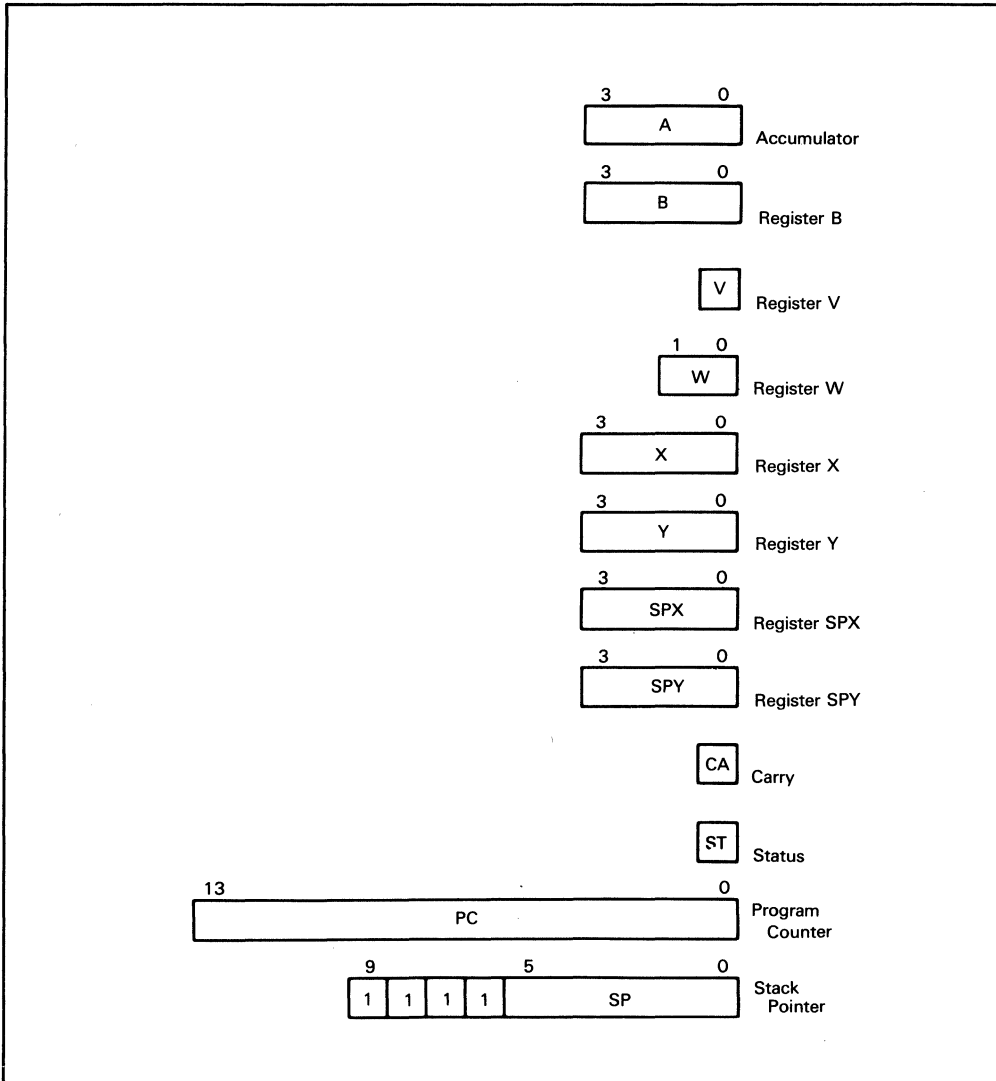 3 0
A
Accumulator
3 0
B
Register B
V
Register V
1 0
W
Register W
3 0
X
Register X
3 0
Y
Register Y
3 0
SPX
Register SPX
3 0
SPY
Register SPY
CA
Carry
ST
Status
13 0
PC
Program
Counter
9 5 0
1 1 1 1 SP
Stack
Pointer